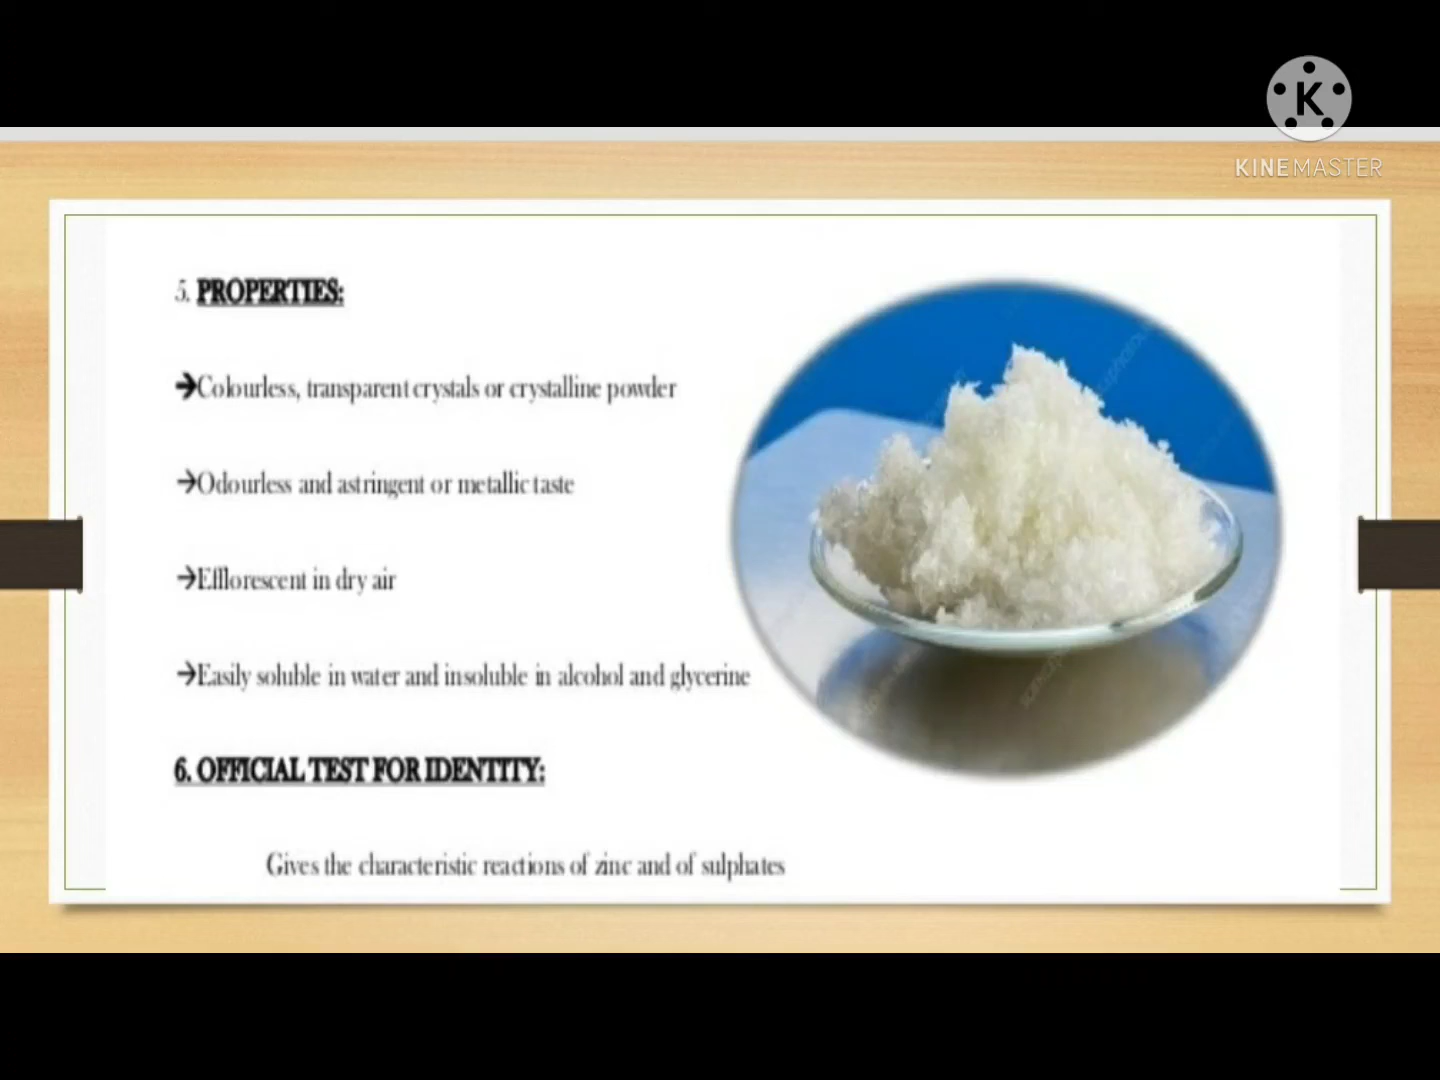 K
KINEMASTER
5. PROPERTIES:
➔Colourless, transparent crystals or crystalline powder
→Odourless and astringent or metallic taste
→Efflorescent in dry air
→Easily soluble in water and insoluble in alcohol and glycerine
6. OFFICIAL TEST FOR IDENTITY:
Gives the characteristic reactions of zinc and of sulphates